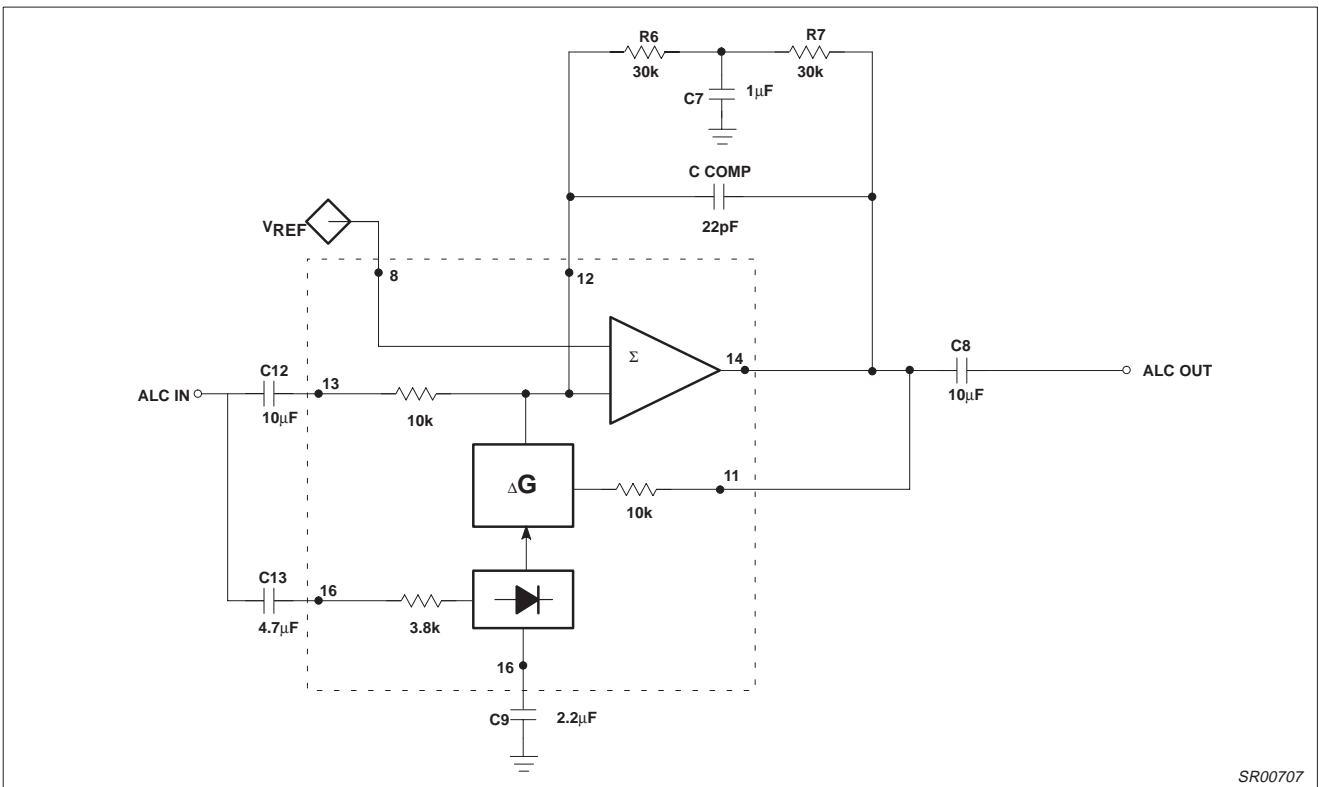 R6
R7
30k
30k
C7
1µF
C COMP
22pF
VREF
8
12
Σ
14
C8
10µF
ALC OUT
C12
13
ALC IN
10µF
10k
ΔG
11
10k
C13
16
4.7µF
3.8k
16
C9
2.2µF
SR00707